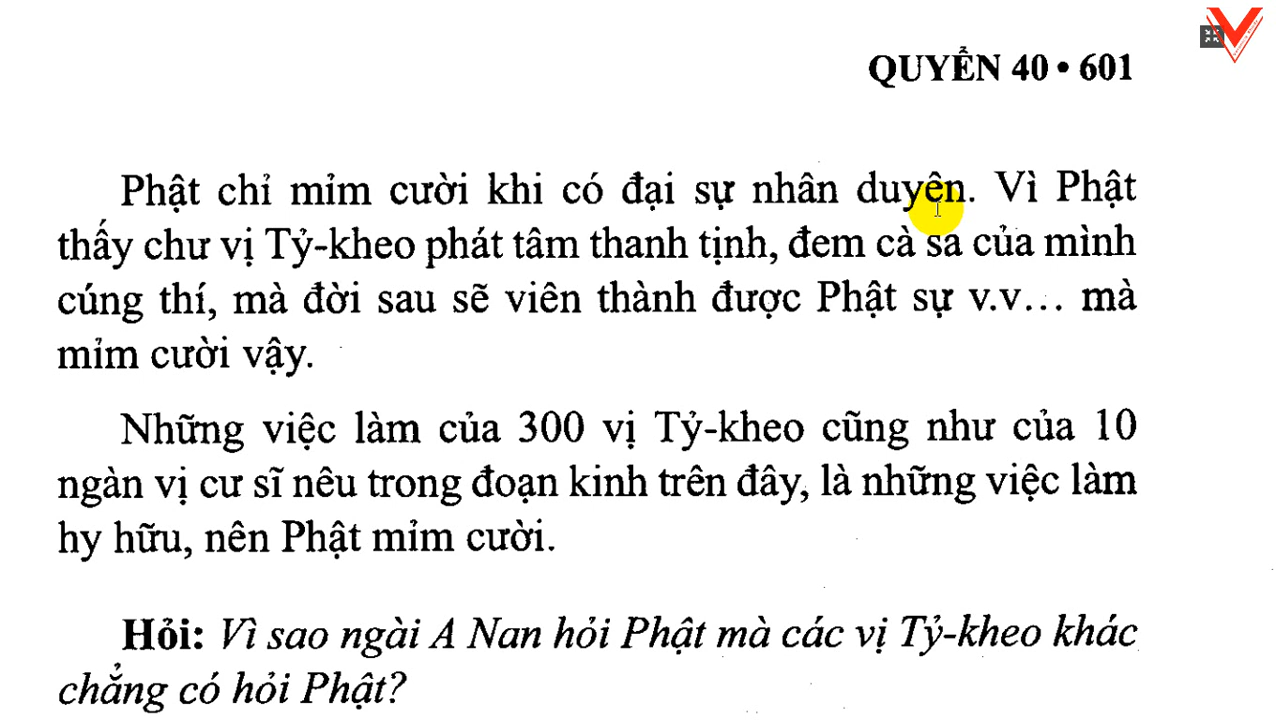 QUYỂN 40 • 601
Phật chỉ mỉm cười khi có đại sự nhân duyên. Vì Phật
thấy chư vị Tỷ-kheo phát tâm thanh tịnh, đem cà sa của mình
cúng thí, mà đời sau sẽ viên thành được Phật sự v.v... mà
mỉm cười vậy.
Những việc làm của 300 vị Tỷ-kheo cũng như của 10
ngàn vị cư sĩ nêu trong đoạn kinh trên đây, là những việc làm
hy hữu, nên Phật mỉm cười.
Hỏi: Vì sao ngài A Nan hỏi Phật mà các vị Tỷ-kheo khác
chẳng có hỏi Phật?